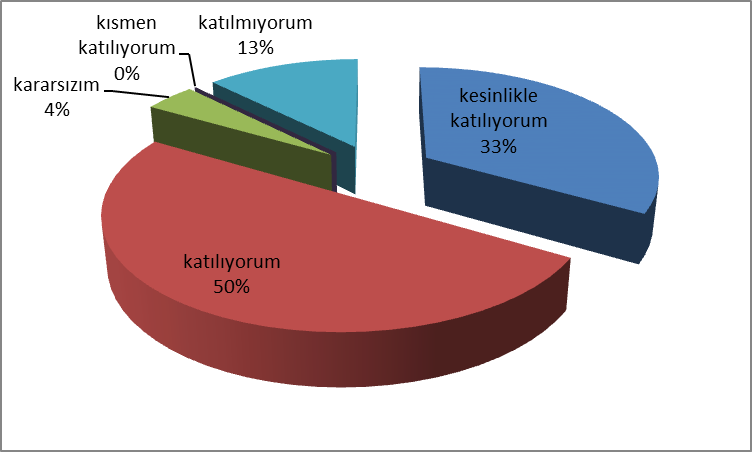 kısmen
katılıyorum
0%
katılmıyorum
13%
kararsızım
4%
kesinlikle
katılıyorum
33%
katılıyorum
50%